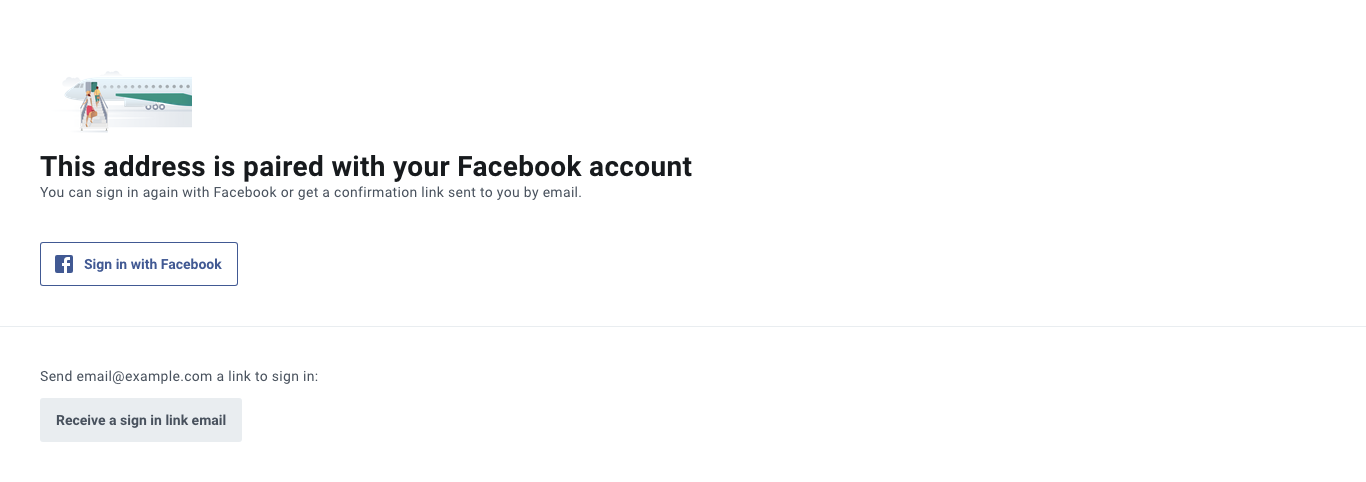 This address is paired with your Facebook account
You can sign in again with Facebook or get a confirmation link sent to you by email.
Sign in with Facebook
Send email@example.com a link to sign in:
Receive a sign in link email